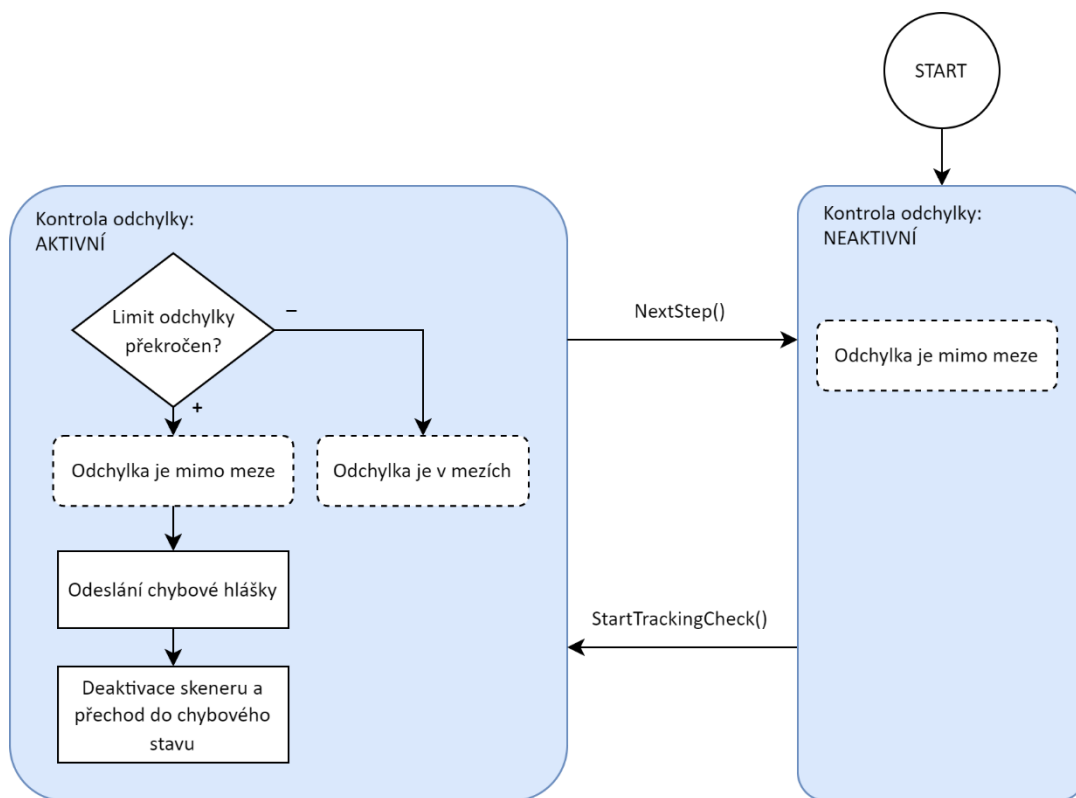 START
Kontrola odchylky:
AKTIVNÍ
Limit odchylky
překročen?
–
+
Odchylka je mimo meze
Odchylka je v mezích
Odeslání chybové hlášky
Deaktivace skeneru a
přechod do chybového
stavu
NextStep()
StartTrackingCheck()
Kontrola odchylky:
NEAKTIVNÍ
Odchylka je mimo meze